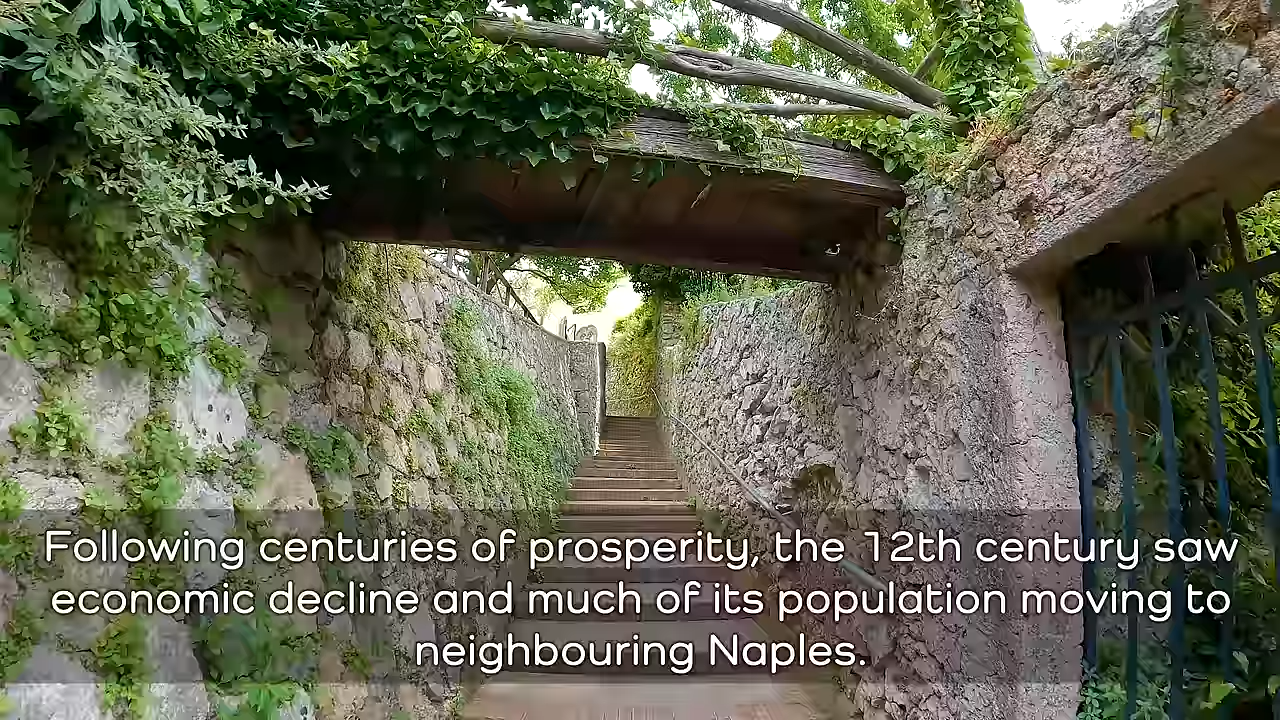 Following centuries of prosperity, the 12th century saw
economic decline and much of its population moving to
neighbouring Naples.